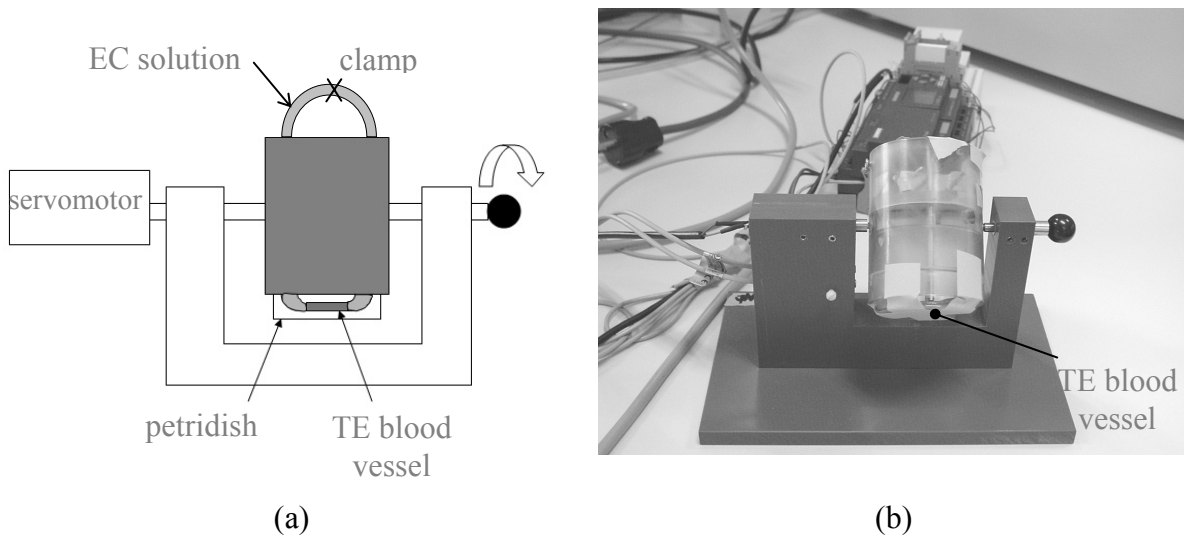 EC solution
clamp
servomotor
petridish
TE blood
vessel
TE blood
vessel
(a)
(b)